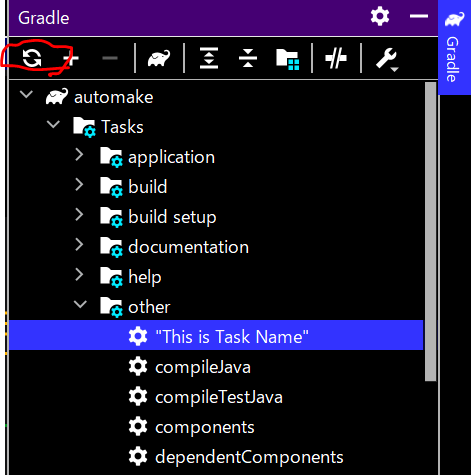 Gradle
Gradle
automake
Tasks
application
build
build setup
documentation
help
other
"This is Task Name"
compileJava
compileTestJava
components
dependentComponents